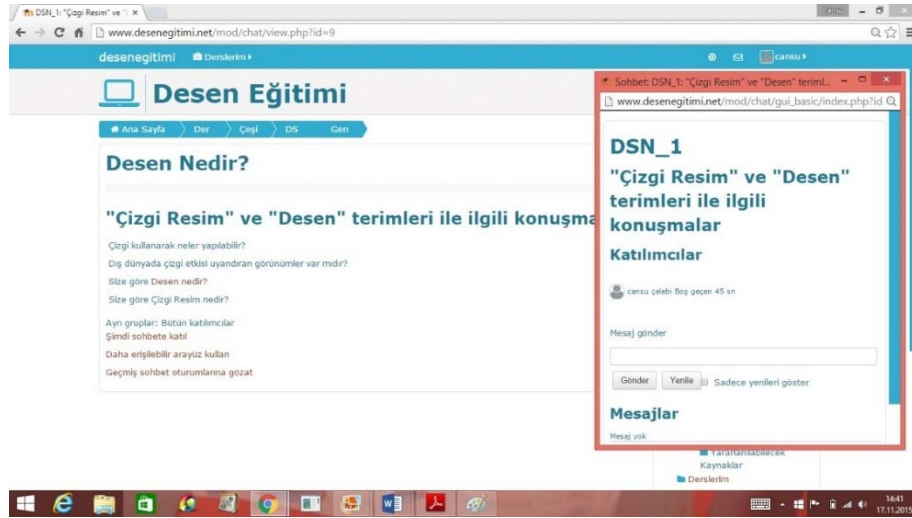 DSN_1: "Çizgi Resim" ve "
cansu
www.desenegitimi.net/mod/chat/view.php?id=9
desenegitimi Derslerim
cansu
Desen Eğitimi
Ana Sayfa Der Çeşi DS Gen
Desen Nedir?
"Çizgi Resim" ve "Desen" terimleri ile ilgili konuşma
Çizgi kullanarak neler yapılabilir?
Dış dünyada çizgi etkisi uyandıran görünümler var mıdır?
Size göre Desen nedir?
Size göre Çizgi Resim nedir?
Ayrı gruplar: Bütün katılımcılar
Şimdi sohbete katıl
Daha erişilebilir arayüz kullan
Geçmiş sohbet oturumlarına gözat
Sohbet: DSN_1: "Çizgi Resim" ve "Desen" teriml...
www.desenegitimi.net/mod/chat/gui_basic/index.php?id
DSN_1
"Çizgi Resim" ve "Desen"
terimleri ile ilgili
konuşmalar
Katılımcılar
cansu çelebi Boş geçen 45 sn
Mesaj gönder
Gönder Yenile Sadece yenileri göster
Mesajlar
Mesaj yok
Yararlanılabilecek
Kaynaklar
Derslerim
14:41
17.11.2015